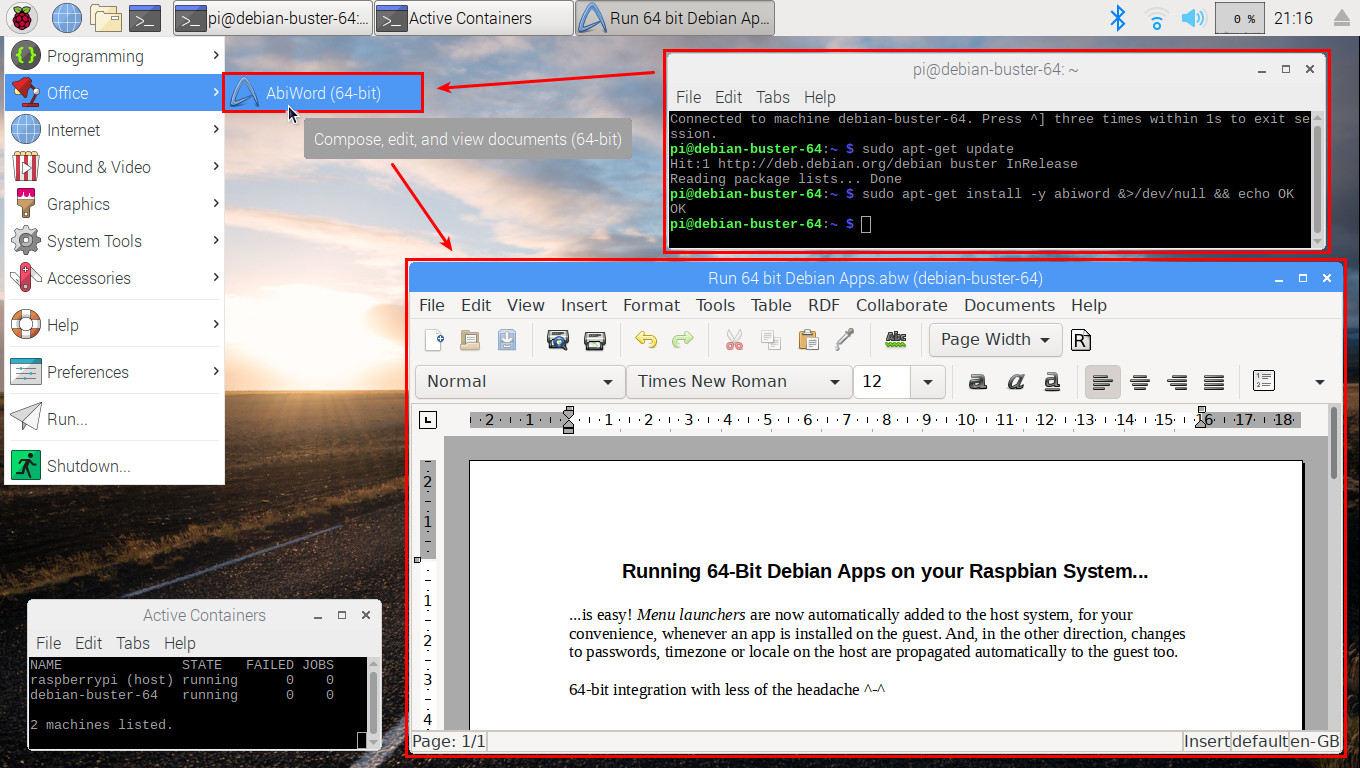 pi@debian-buster-64:...
Active Containers
Run 64 bit Debian Ap...
0 %
21:16
Programming
Office
Internet
Sound & Video
Graphics
System Tools
Accessories
Help
Preferences
Run...
Shutdown...
AbiWord (64-bit)
Compose, edit, and view documents (64-bit)
pi@debian-buster-64: ~
File Edit Tabs Help
Connected to machine debian-buster-64. Press ^] three times within 1s to exit se
ssion.
pi@debian-buster-64:~ $ sudo apt-get update
Hit:1 http://deb.debian.org/debian buster InRelease
Reading package lists... Done
pi@debian-buster-64:~ $ sudo apt-get install -y abiword &>/dev/null && echo OK
OK
pi@debian-buster-64:~ $
Run 64 bit Debian Apps.abw (debian-buster-64)
File Edit View Insert Format Tools Table RDF Collaborate Documents Help
Abc
Page Width
R
Normal
Times New Roman
12
a a a
2 1 1 2 3 4 5 6 7 8 9 10 11 12 13 14 15 16 17 18
2
1
1
2
3
4
Running 64-Bit Debian Apps on your Raspbian System...
...is easy! Menu launchers are now automatically added to the host system, for your
convenience, whenever an app is installed on the guest. And, in the other direction, changes
to passwords, timezone or locale on the host are propagated automatically to the guest too.
64-bit integration with less of the headache ^-^
Page: 1/1
Insert default en-GB
Active Containers
File Edit Tabs Help
NAME STATE FAILED JOBS
raspberrypi (host) running 0 0
debian-buster-64 running 0 0
2 machines listed.